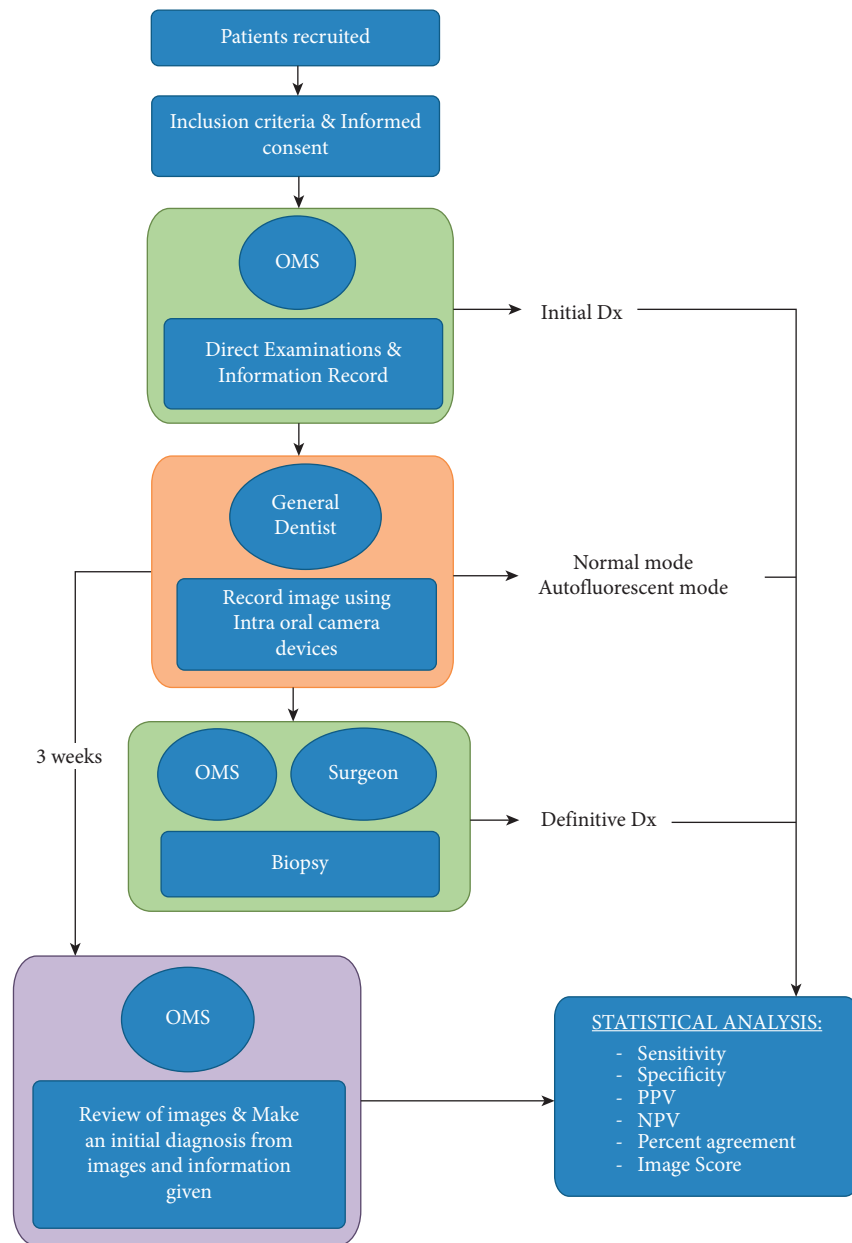 Patients recruited
Inclusion criteria & Informed
consent
OMS
Direct Examinations &
Information Record
Initial Dx
General
Dentist
Record image using
Intra oral camera
devices
Normal mode
Autofluorescent mode
3 weeks
OMS
Surgeon
Biopsy
Definitive Dx
OMS
Review of images & Make
an initial diagnosis from
images and information
given
STATISTICAL ANALYSIS:
- Sensitivity
- Specificity
- PPV
- NPV
- Percent agreement
- Image Score